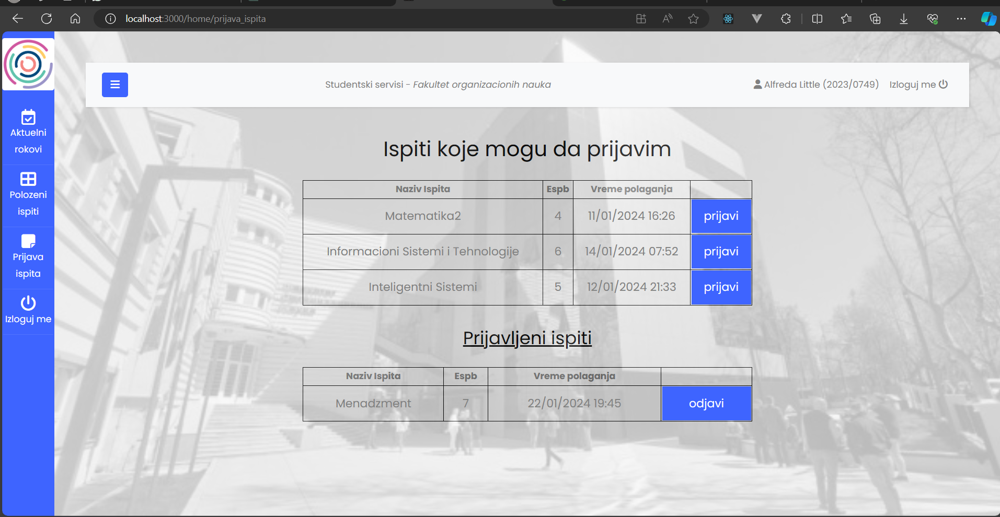 localhost:3000/home/prijava_ispita
Studentski servisi - Fakultet organizacionih nauka
Alfreda Little (2023/0749)
Izloguj me
Aktuelni
rokovi
Polozeni
ispiti
Prijava
ispita
Izloguj me
Ispiti koje mogu da prijavim
Naziv Ispita Espb Vreme polaganja
Matematika2 4 11/01/2024 16:26 prijavi
Informacioni Sistemi i Tehnologije 6 14/01/2024 07:52 prijavi
Inteligentni Sistemi 5 12/01/2024 21:33 prijavi
Prijavljeni ispiti
Naziv Ispita Espb Vreme polaganja
Menadzment 7 22/01/2024 19:45 odjavi